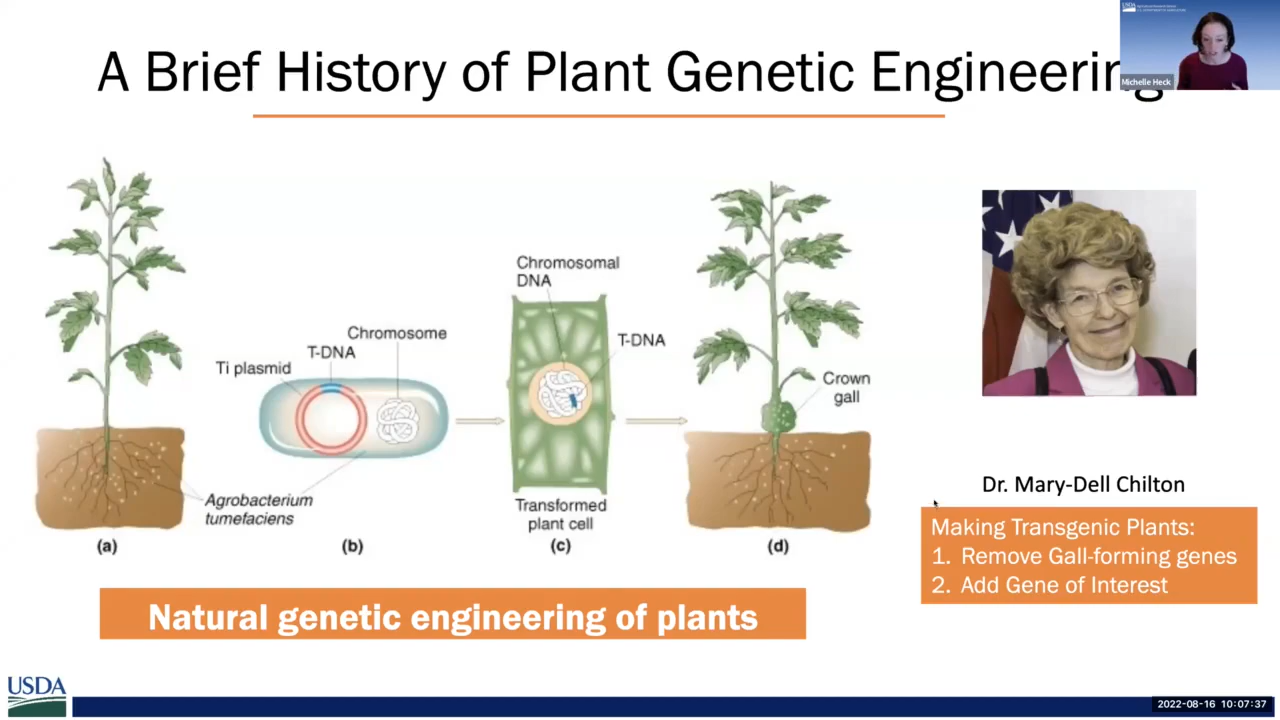 A Brief History of Plant Genetic Engineering
USDA
Michelle Heck
Chromosomal
DNA
Chromosome
T-DNA
Ti plasmid
T-DNA
Crown
gall
Agrobacterium
tumefaciens
Transformed
plant cell
(a)
(b)
(c)
(d)
Dr. Mary-Dell Chilton
Making Transgenic Plants:
1. Remove Gall-forming genes
2. Add Gene of Interest
Natural genetic engineering of plants
USDA
2022-08-16 10:07:37